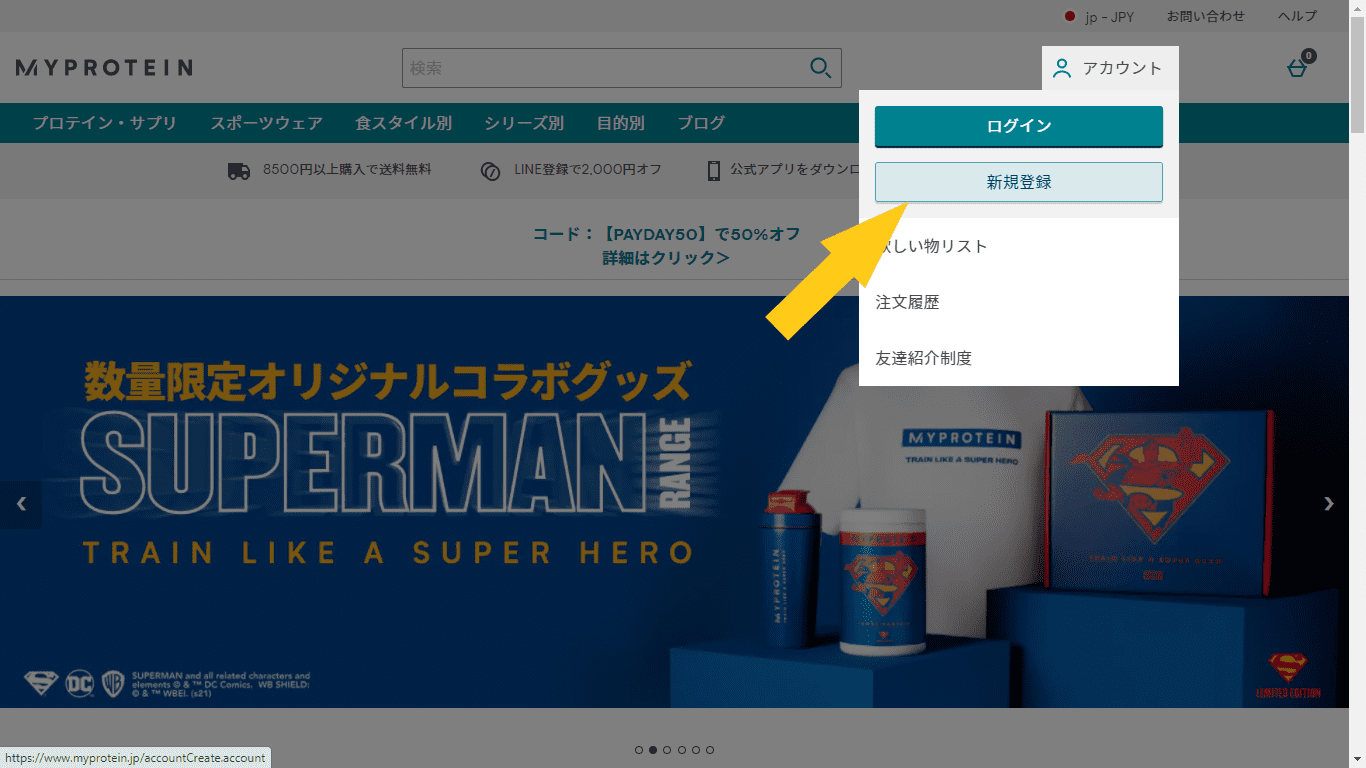 jp - JPY お問い合わせ ヘルプ
MYPROTEIN
検索
アカウント
0
プロテイン・サプリ スポーツウェア 食スタイル別 シリーズ別 目的別 ブログ
ログイン
新規登録
8500円以上購入で送料無料 LINE登録で2,000円オフ 公式アプリをダウンロ
コード：【PAYDAY50】で50%オフ
詳細はクリック＞
欲しい物リスト
注文履歴
友達紹介制度
数量限定オリジナルコラボグッズ
SUPERMAN RANGE
TRAIN LIKE A SUPER HERO
MYPROTEIN
TRAIN LIKE A SUPER HERO
MYPROTEIN
TRAIN LIKE A SUPER HERO
DC WB
SUPERMAN and all related characters and
elements © & ™ DC Comics. WB SHIELD:
© & ™ WBEI. (s21)
LIMITED EDITION
https://www.myprotein.jp/accountCreate.account